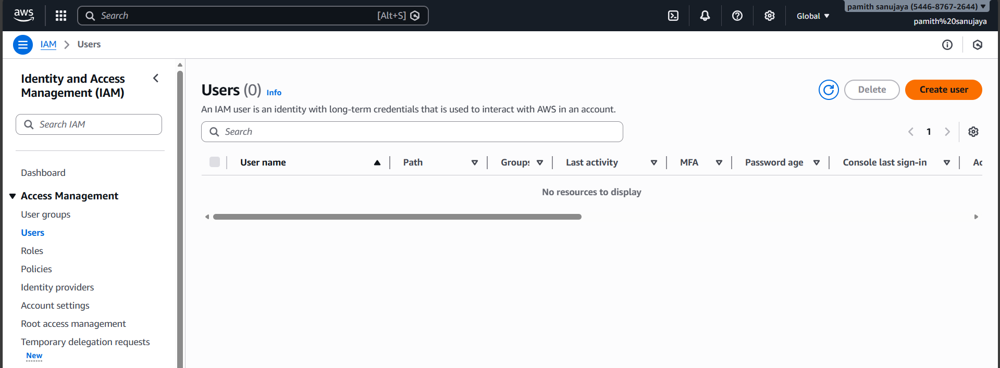 aws
Search [Alt+S]
Global
pamith sanujaya (5446-8767-2644)
pamith%20sanujaya
IAM
Users
Identity and Access
Management (IAM)
Search IAM
Dashboard
Access Management
User groups
Users
Roles
Policies
Identity providers
Account settings
Root access management
Temporary delegation requests
New
Users (0) Info
Delete
Create user
An IAM user is an identity with long-term credentials that is used to interact with AWS in an account.
Search
1
User name Path Groups Last activity MFA Password age Console last sign-in Ac
No resources to display